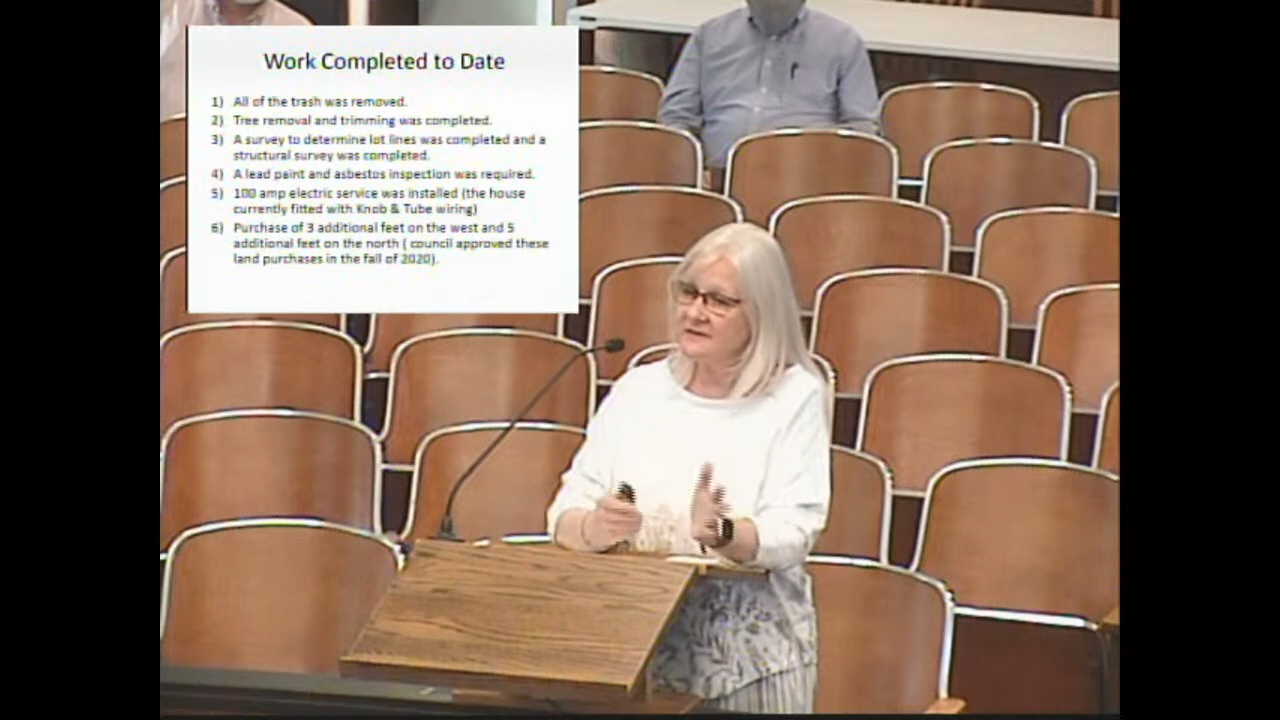 Work Completed to Date
1) All of the trash was removed.
2) Tree removal and trimming was completed.
3) A survey to determine lot lines was completed and a
structural survey was completed.
4) A lead paint and asbestos inspection was required.
5) 100 amp electric service was installed (the house
currently fitted with Knob & Tube wiring)
6) Purchase of 3 additional feet on the west and 5
additional feet on the north ( council approved these
land purchases in the fall of 2020).